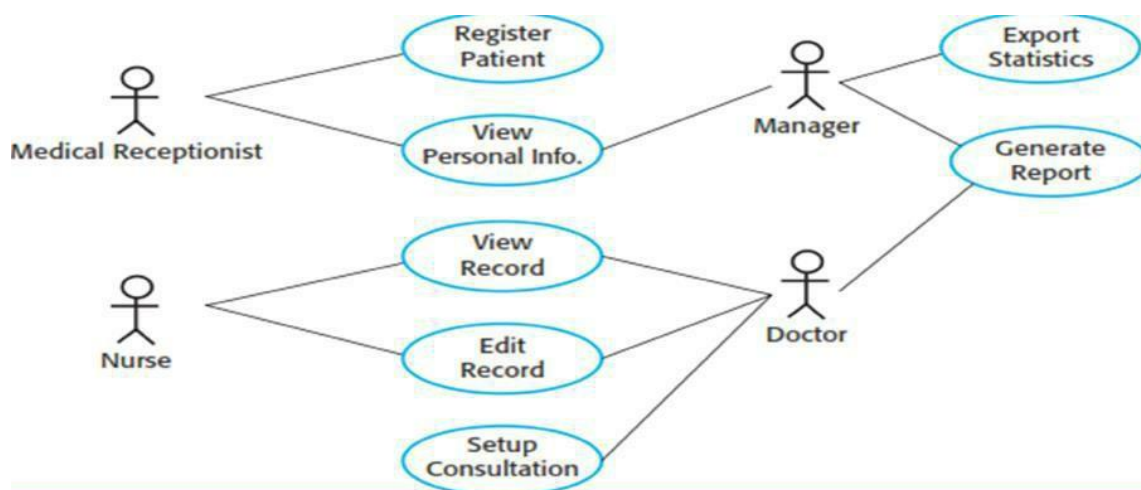 Register
Patient
Export
Statistics
Medical Receptionist
View
Personal Info.
Manager
Generate
Report
View
Record
Nurse
Edit
Record
Doctor
Setup
Consultation